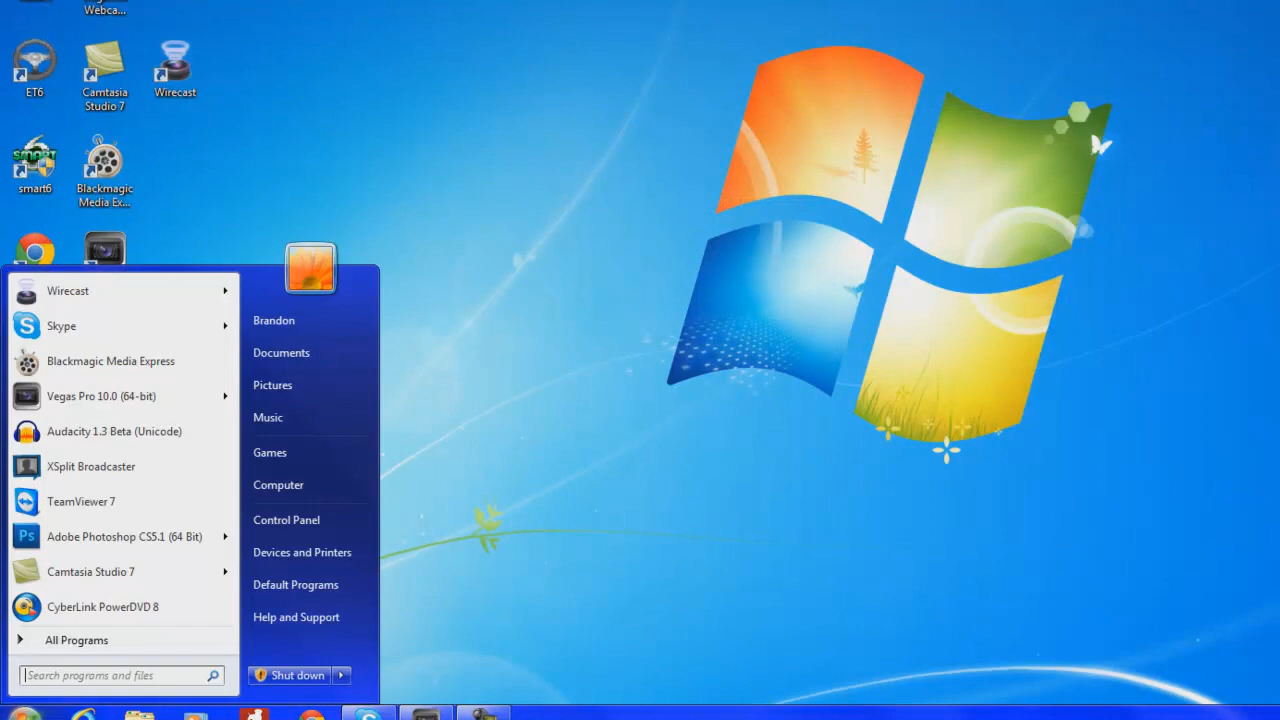 Webca...
ET6
Camtasia
Studio 7
Wirecast
SMART
smart6
Blackmagic
Media Ex...
Wirecast
Skype
Blackmagic Media Express
Vegas Pro 10.0 (64-bit)
Audacity 1.3 Beta (Unicode)
XSplit Broadcaster
TeamViewer 7
Ps
Adobe Photoshop CS5.1 (64 Bit)
Camtasia Studio 7
CyberLink PowerDVD 8
All Programs
Search programs and files
Brandon
Documents
Pictures
Music
Games
Computer
Control Panel
Devices and Printers
Default Programs
Help and Support
Shut down